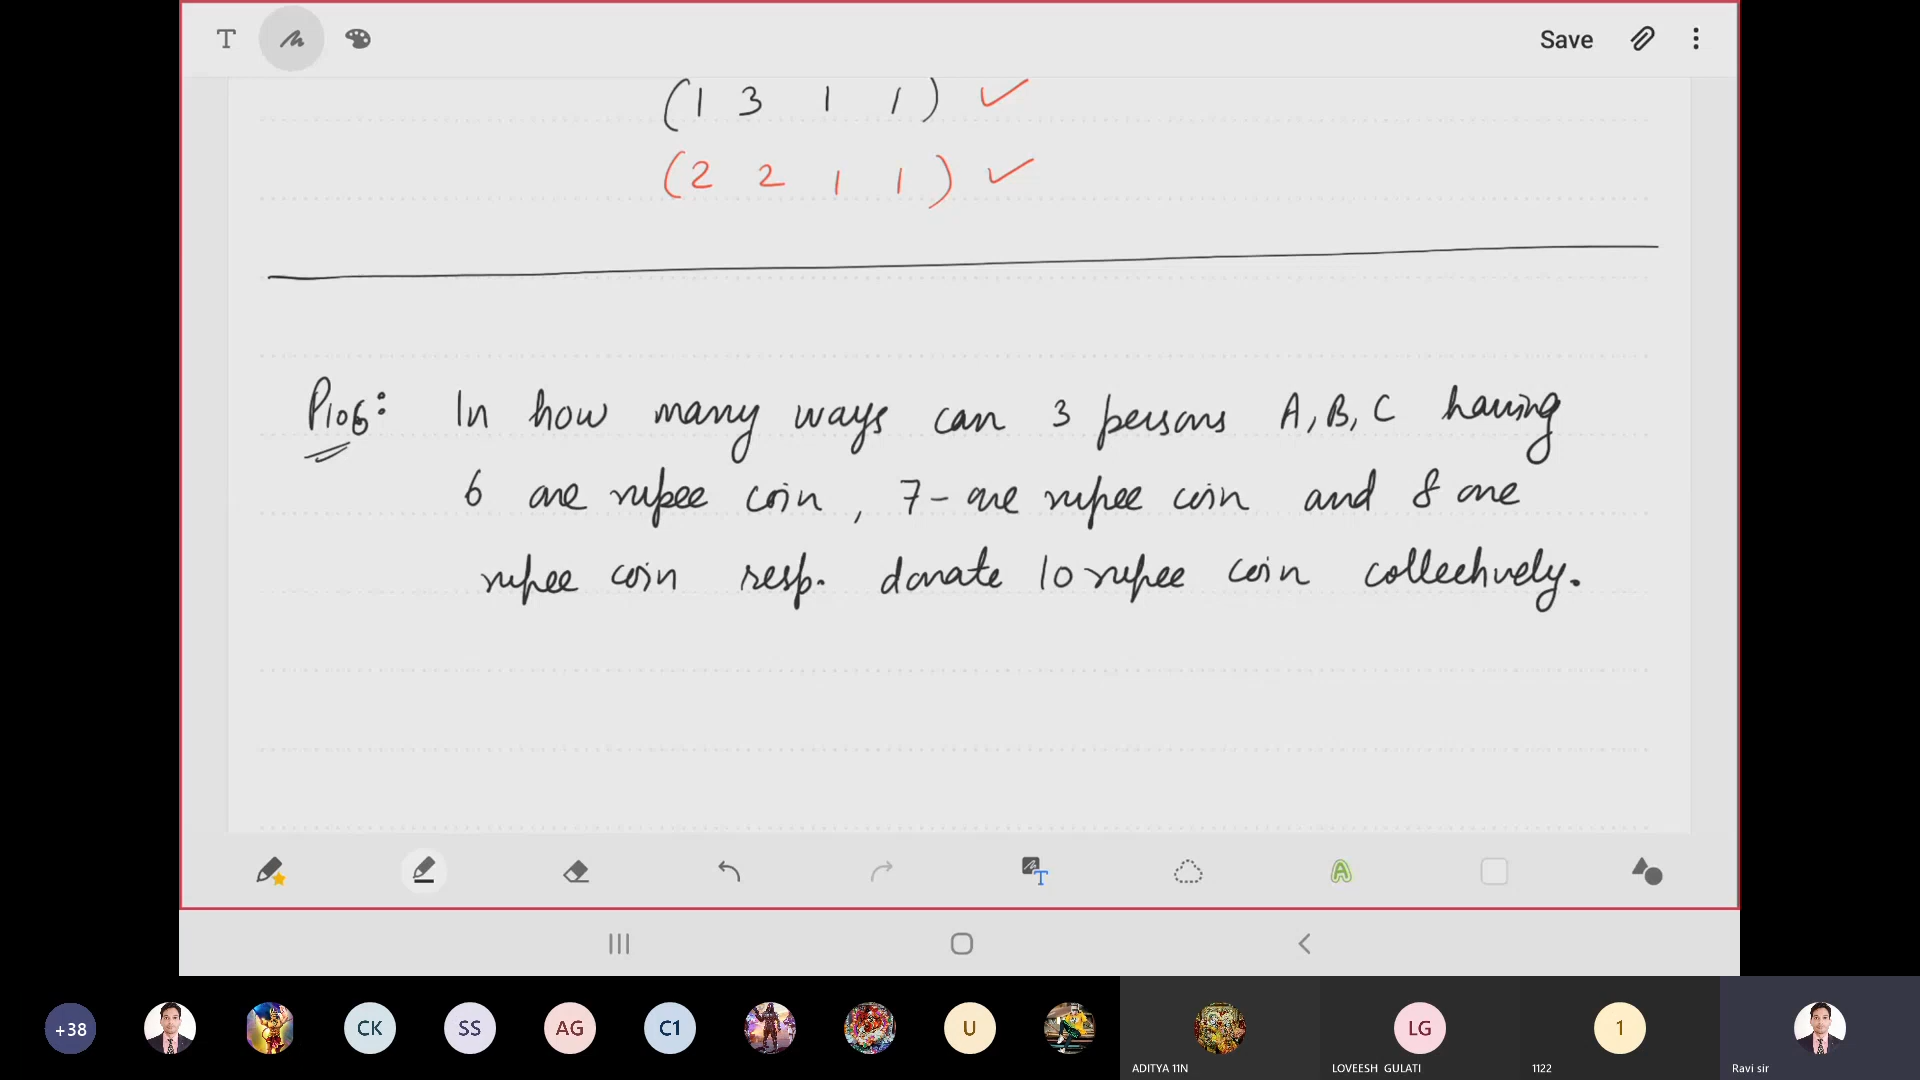 T Save
(1 3 1 1) ✓
(2 2 1 1) ✓
Prob: In how many ways can 3 persons A, B, C having
6 one rupee coin, 7- one rupee coin and 8 one
rupee coin resp. donate 10 rupee coin collectively.
T A
+38 CK SS AG C1 U LG 1
ADITYA 11N LOVEESH GULATI 1122 Ravi sir